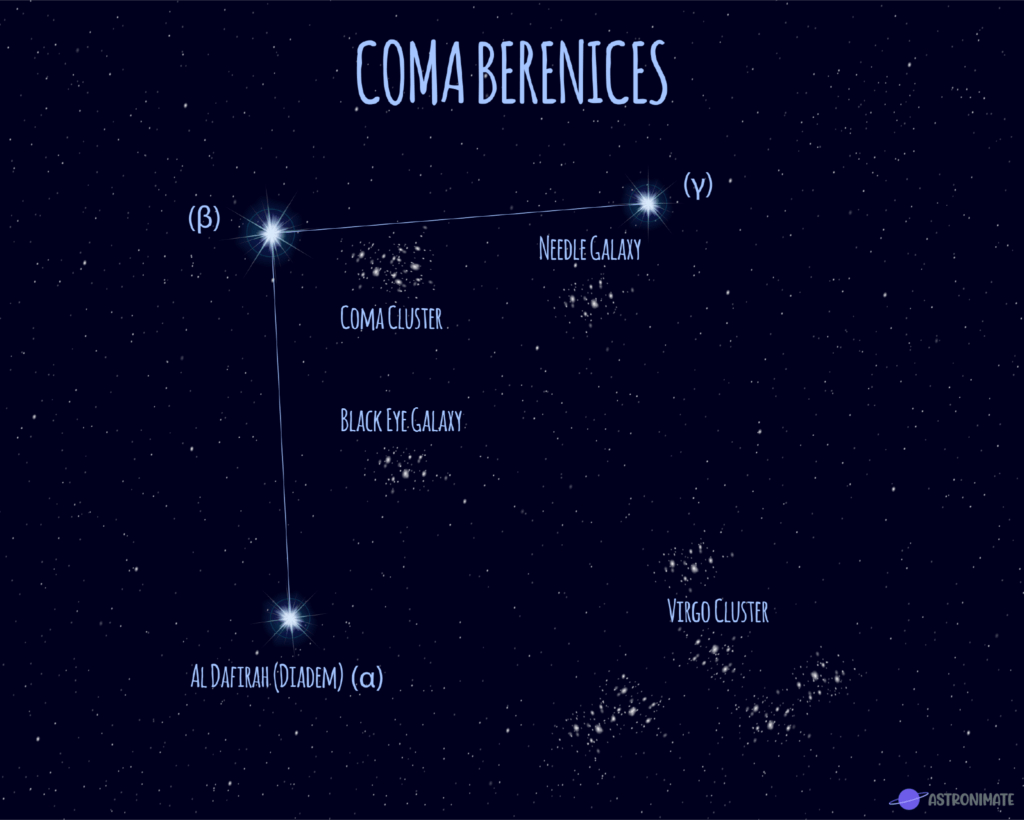 COMA BERENICES
(β)
(γ)
NEEDLE GALAXY
COMA CLUSTER
BLACK EYE GALAXY
VIRGO CLUSTER
AL DAFIRAH (DIADEM) (α)
ASTRONIMATE